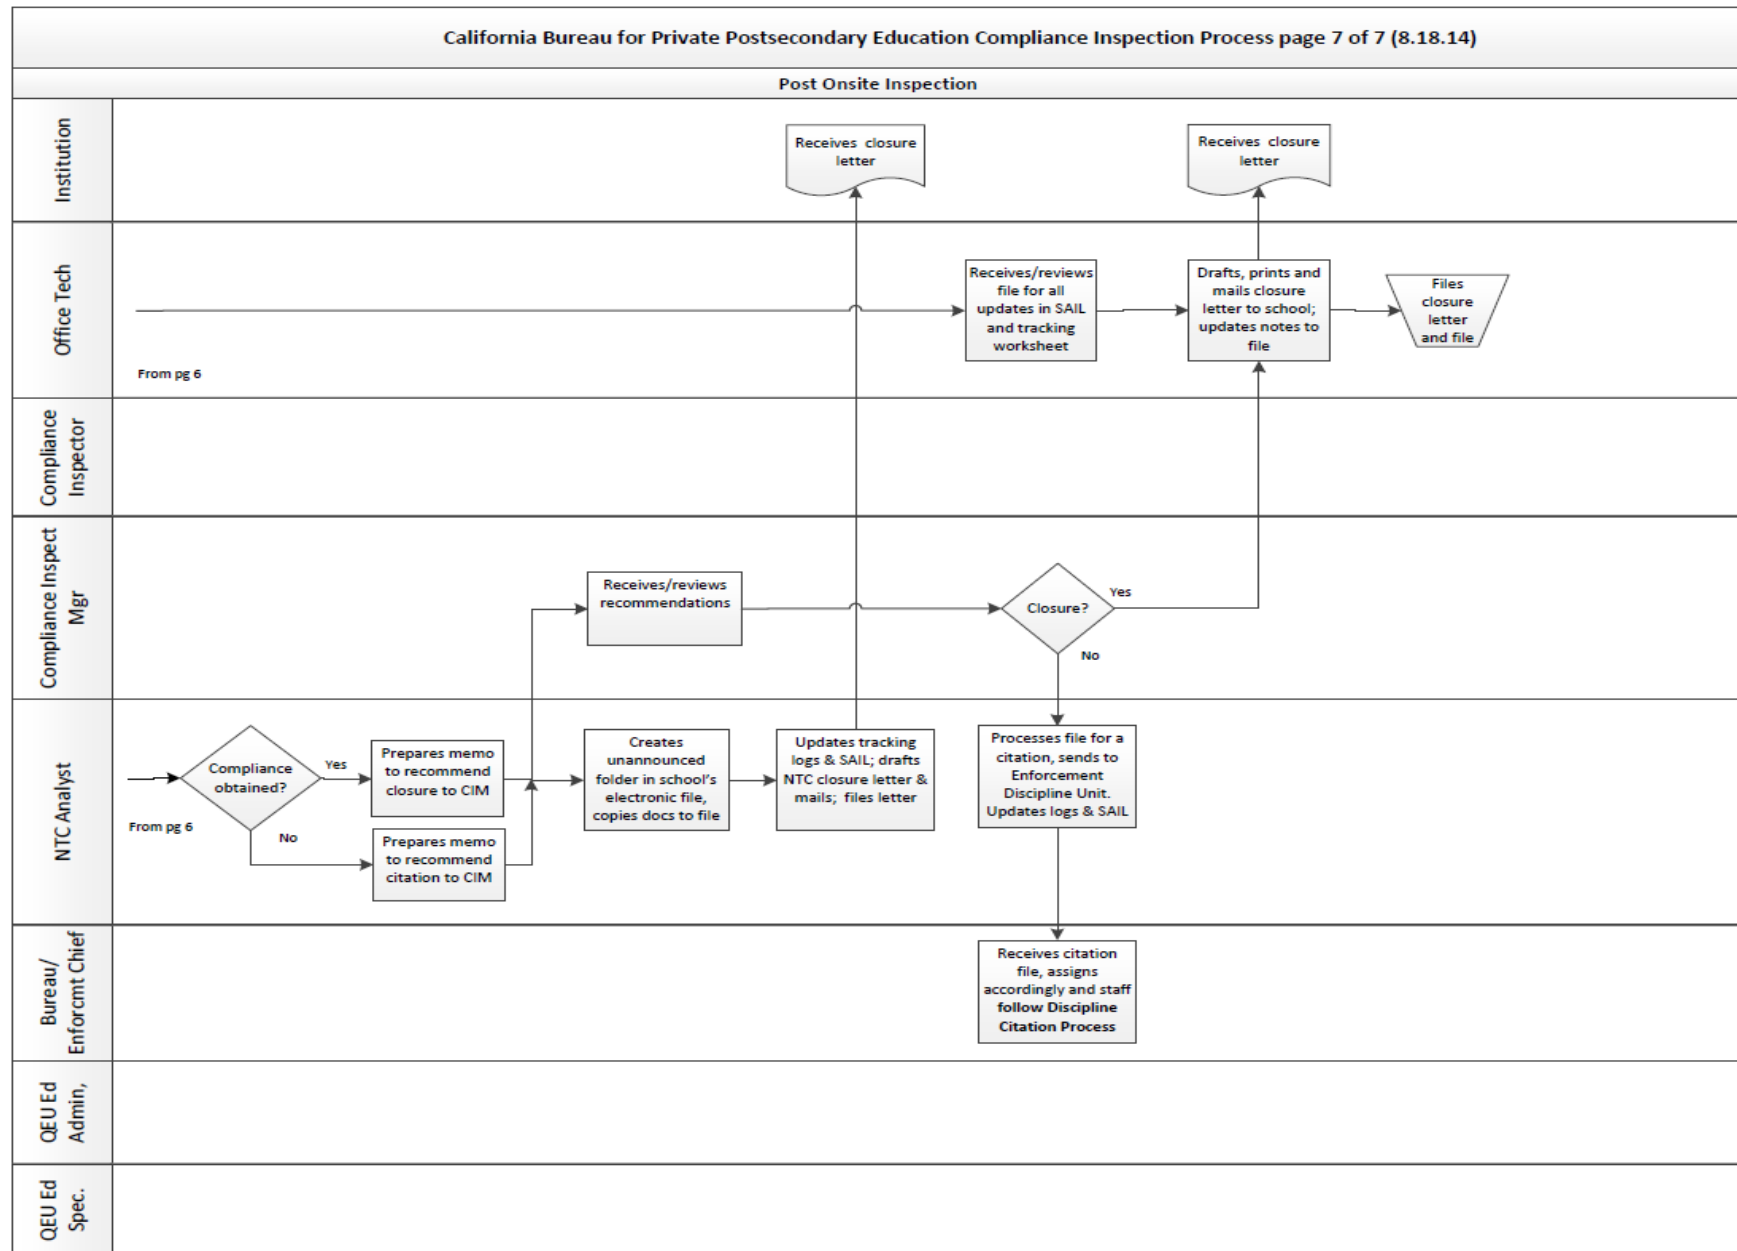 California Bureau for Private Postsecondary Education Compliance Inspection Process page 7 of 7 (8.18.14)
Post Onsite Inspection
Institution
Receives closure
letter
Receives closure
letter
Office Tech
From pg 6
Receives/reviews
file for all
updates in SAIL
and tracking
worksheet
Drafts, prints and
mails closure
letter to school;
updates notes to
file
Files
closure
letter
and file
Compliance
Inspector
Compliance Inspect
Mgr
Receives/reviews
recommendations
Closure?
Yes
No
NTC Analyst
From pg 6
Compliance
obtained?
Yes
No
Prepares memo
to recommend
closure to CIM
Prepares memo
to recommend
citation to CIM
Creates
unannounced
folder in school's
electronic file,
copies docs to file
Updates tracking
logs & SAIL; drafts
NTC closure letter &
mails; files letter
Processes file for a
citation, sends to
Enforcement
Discipline Unit.
Updates logs & SAIL
Bureau/
Enforcmt Chief
Receives citation
file, assigns
accordingly and staff
follow Discipline
Citation Process
QEU Ed
Admin,
QEU Ed
Spec.